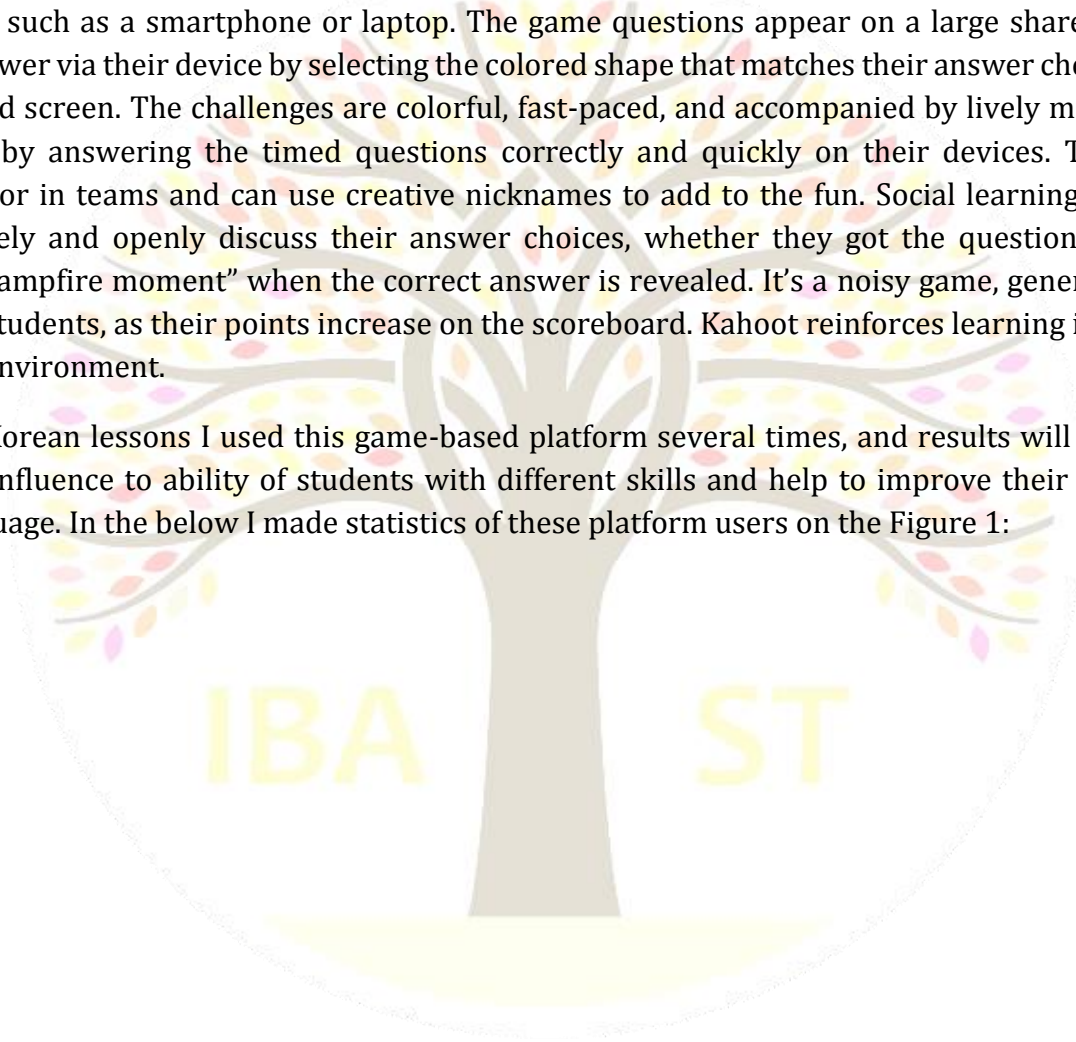 such as a smartphone or laptop. The game questions appear on a large share
wer via their device by selecting the colored shape that matches their answer cho
d screen. The challenges are colorful, fast-paced, and accompanied by lively m
by answering the timed questions correctly and quickly on their devices. T
or in teams and can use creative nicknames to add to the fun. Social learning
ely and openly discuss their answer choices, whether they got the question
ampfire moment” when the correct answer is revealed. It’s a noisy game, gener
tudents, as their points increase on the scoreboard. Kahoot reinforces learning i
nvironment.
Korean lessons I used this game-based platform several times, and results will
nfluence to ability of students with different skills and help to improve their
uage. In the below I made statistics of these platform users on the Figure 1:
IBA ST